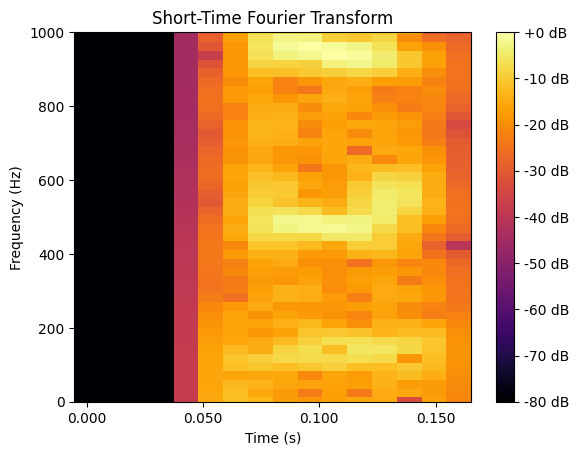 Short-Time Fourier Transform
Frequency (Hz)
1000
800
600
400
200
0
0.000
0.050
0.100
0.150
Time (s)
+0 dB
-10 dB
-20 dB
-30 dB
-40 dB
-50 dB
-60 dB
-70 dB
-80 dB